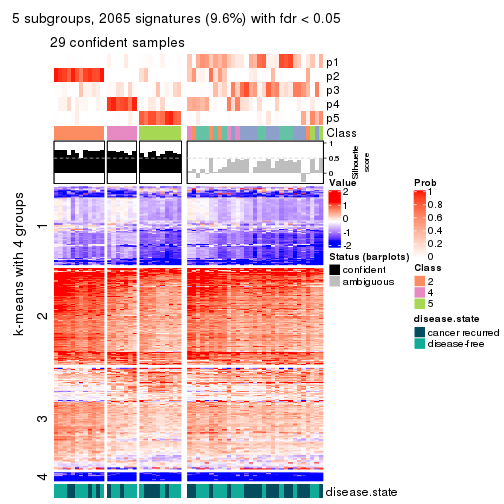 5 subgroups, 2065 signatures (9.6%) with fdr < 0.05
29 confident samples
p1
p2
p3
p4
p5
Class
1
0.5
0
Silhouette
score
k-means with 4 groups
1
2
3
4
disease.state
Value
2
1
0
-1
-2
Status (barplots)
confident
ambiguous
Prob
1
0.8
0.6
0.4
0.2
0
Class
2
4
5
disease.state
cancer recurred
disease-free